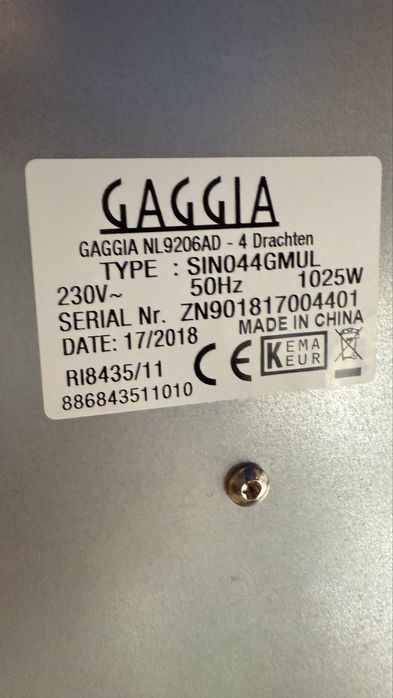 GAGGIA
GAGGIA NL9206AD - 4 Drachten
TYPE : SIN044GMUL
230V~ 50Hz 1025W
SERIAL Nr. ZN901817004401
MADE IN CHINA
DATE: 17/2018
CE KEMA KEUR
RI8435/11
886843511010